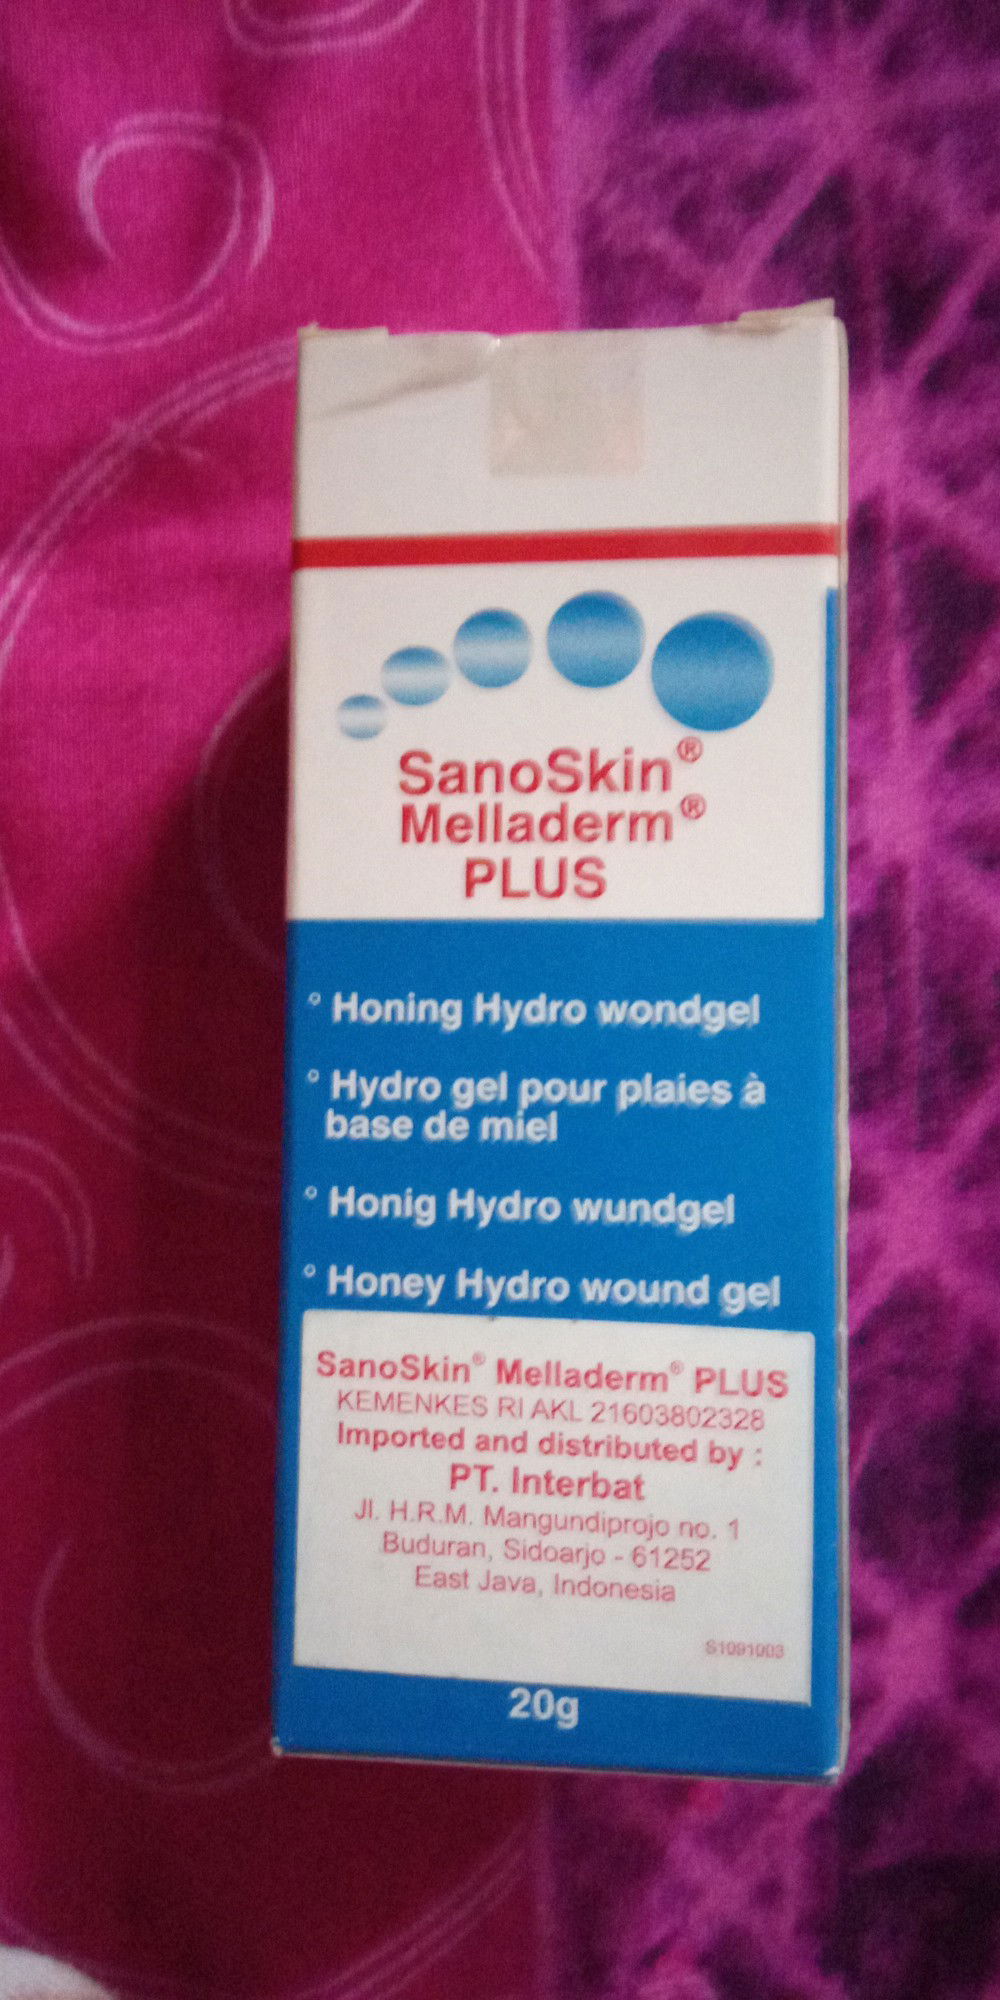 SanoSkin®
Melladerm®
PLUS
° Honing Hydro wondgel
° Hydro gel pour plaies à
base de miel
° Honig Hydro wundgel
° Honey Hydro wound gel
SanoSkin® Melladerm® PLUS
KEMENKES RI AKL 21603802328
Imported and distributed by :
PT. Interbat
Jl. H.R.M. Mangundiprojo no. 1
Buduran, Sidoarjo - 61252
East Java, Indonesia
S1091003
20g